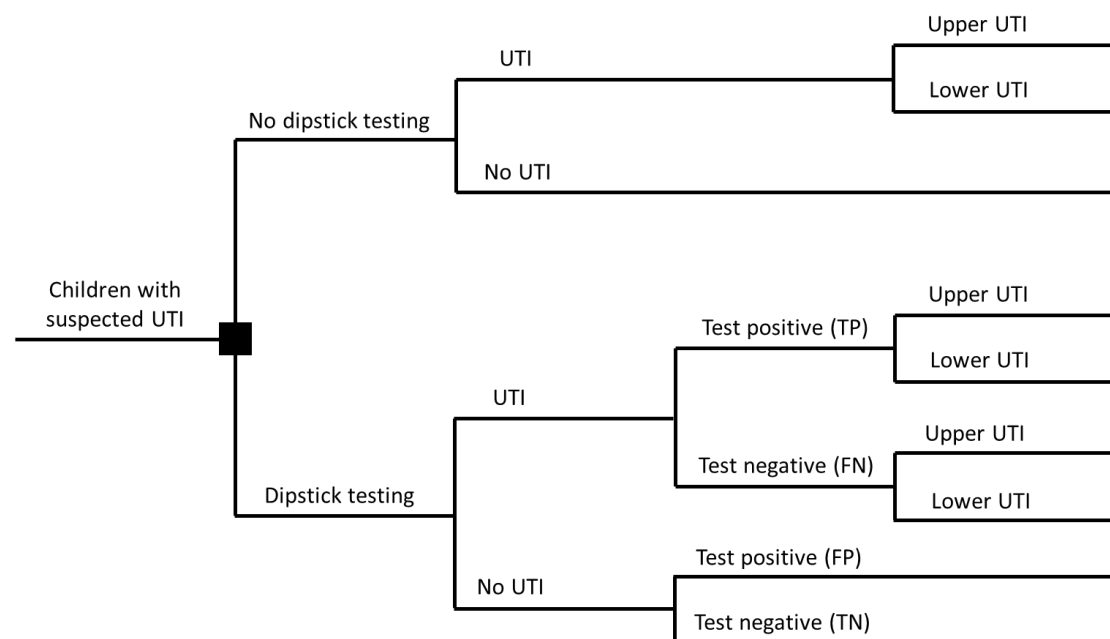 Upper UTI
UTI
Lower UTI
No dipstick testing
No UTI
Children with
suspected UTI
Upper UTI
Test positive (TP)
Lower UTI
UTI
Upper UTI
Test negative (FN)
Lower UTI
Dipstick testing
Test positive (FP)
No UTI
Test negative (TN)